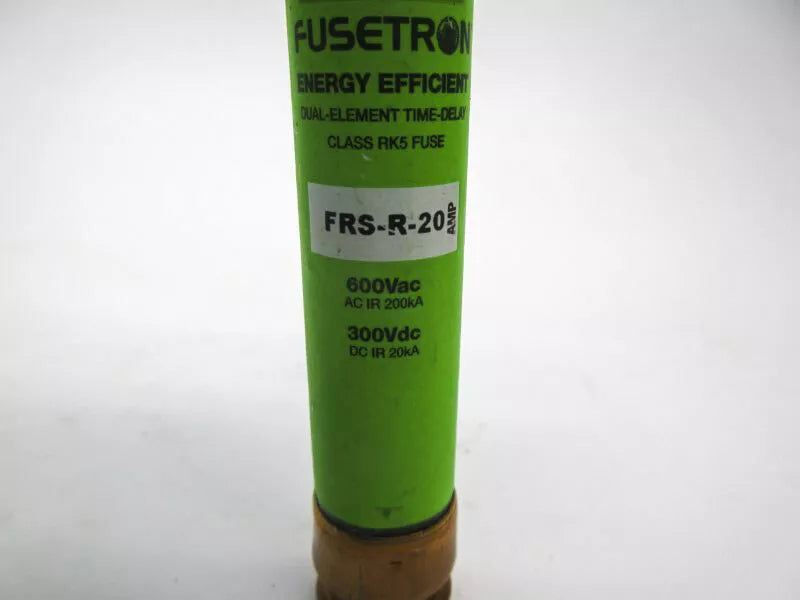 FUSETRON
ENERGY EFFICIENT
DUAL-ELEMENT TIME-DELAY
CLASS RK5 FUSE
FRS-R-20 AMP
600Vac
AC IR 200kA
300Vdc
DC IR 20kA